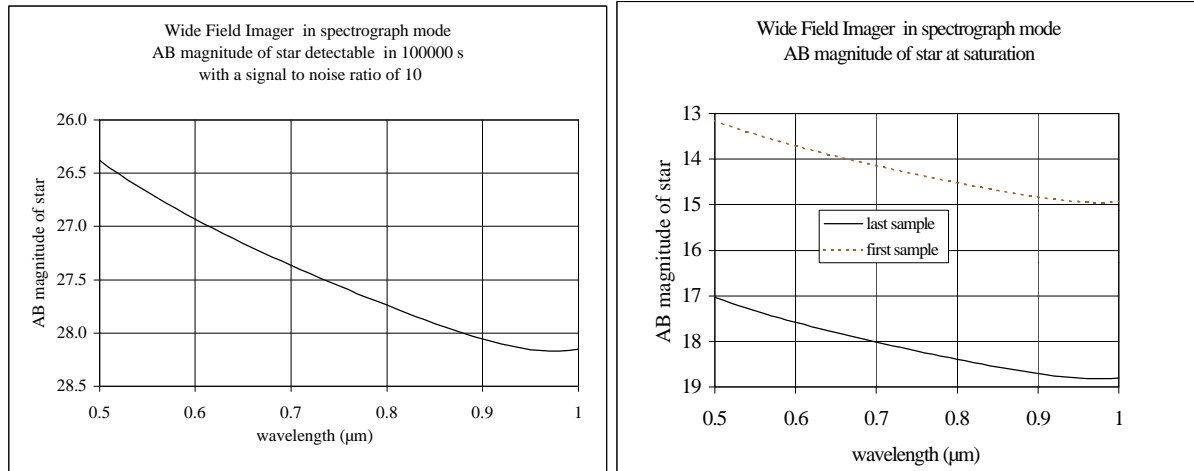 Wide Field Imager in spectrograph mode
AB magnitude of star detectable in 100000 s
with a signal to noise ratio of 10
AB magnitude of star
26.0
26.5
27.0
27.5
28.0
28.5
0.5 0.6 0.7 0.8 0.9 1
wavelength (µm)
Wide Field Imager in spectrograph mode
AB magnitude of star at saturation
AB magnitude of star
13
14
15
16
17
18
19
last sample
first sample
0.5 0.6 0.7 0.8 0.9 1
wavelength (µm)